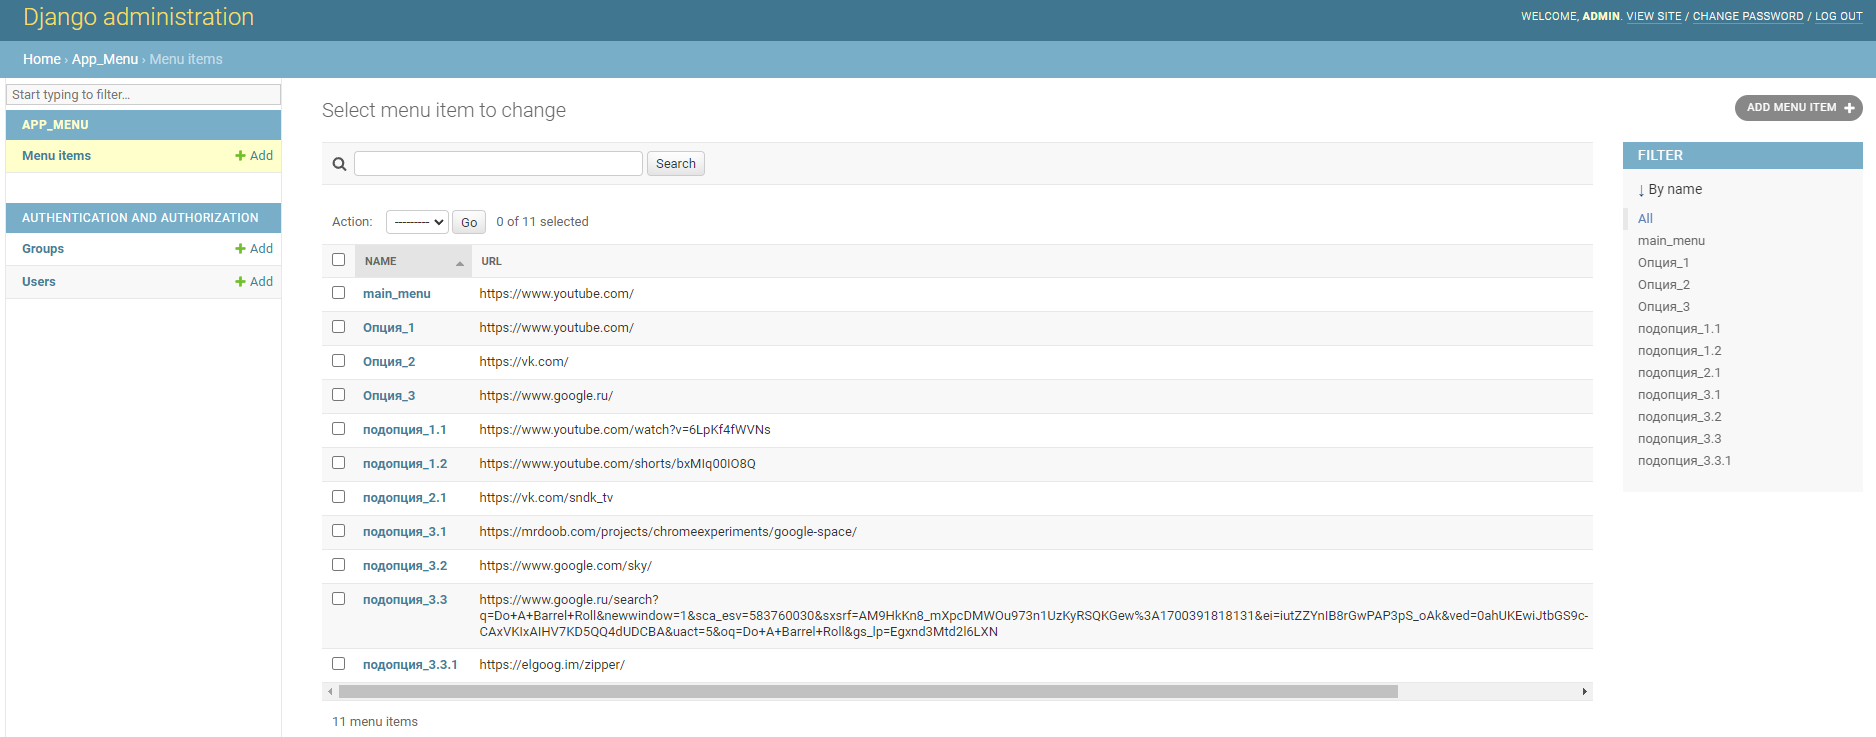 Django administration
WELCOME, ADMIN. VIEW SITE / CHANGE PASSWORD / LOG OUT
Home › App_Menu › Menu items
Start typing to filter...
APP_MENU
Menu items + Add
AUTHENTICATION AND AUTHORIZATION
Groups + Add
Users + Add
Select menu item to change
ADD MENU ITEM +
Search
Action: --------- Go 0 of 11 selected
NAME URL
main_menu https://www.youtube.com/
Опция_1 https://www.youtube.com/
Опция_2 https://vk.com/
Опция_3 https://www.google.ru/
подопция_1.1 https://www.youtube.com/watch?v=6LpKf4fWVNs
подопция_1.2 https://www.youtube.com/shorts/bxMIq00IO8Q
подопция_2.1 https://vk.com/sndk_tv
подопция_3.1 https://mrdoob.com/projects/chromeexperiments/google-space/
подопция_3.2 https://www.google.com/sky/
подопция_3.3 https://www.google.ru/search?
q=Do+A+Barrel+Roll&newwindow=1&sca_esv=583760030&sxsrf=AM9HkKn8_mXpcDMWOu973n1UzKyRSQKGew%3A1700391818131&ei=iutZZYnIB8rGwPAP3pS_oAk&ved=0ahUKEwiJtbGS9c-
CAxVKIxAIHV7KD5QQ4dUDCBA&uact=5&oq=Do+A+Barrel+Roll&gs_lp=Egxnd3Mtd2l6LXN
подопция_3.3.1 https://elgoog.im/zipper/
11 menu items
FILTER
↓ By name
All
main_menu
Опция_1
Опция_2
Опция_3
подопция_1.1
подопция_1.2
подопция_2.1
подопция_3.1
подопция_3.2
подопция_3.3
подопция_3.3.1